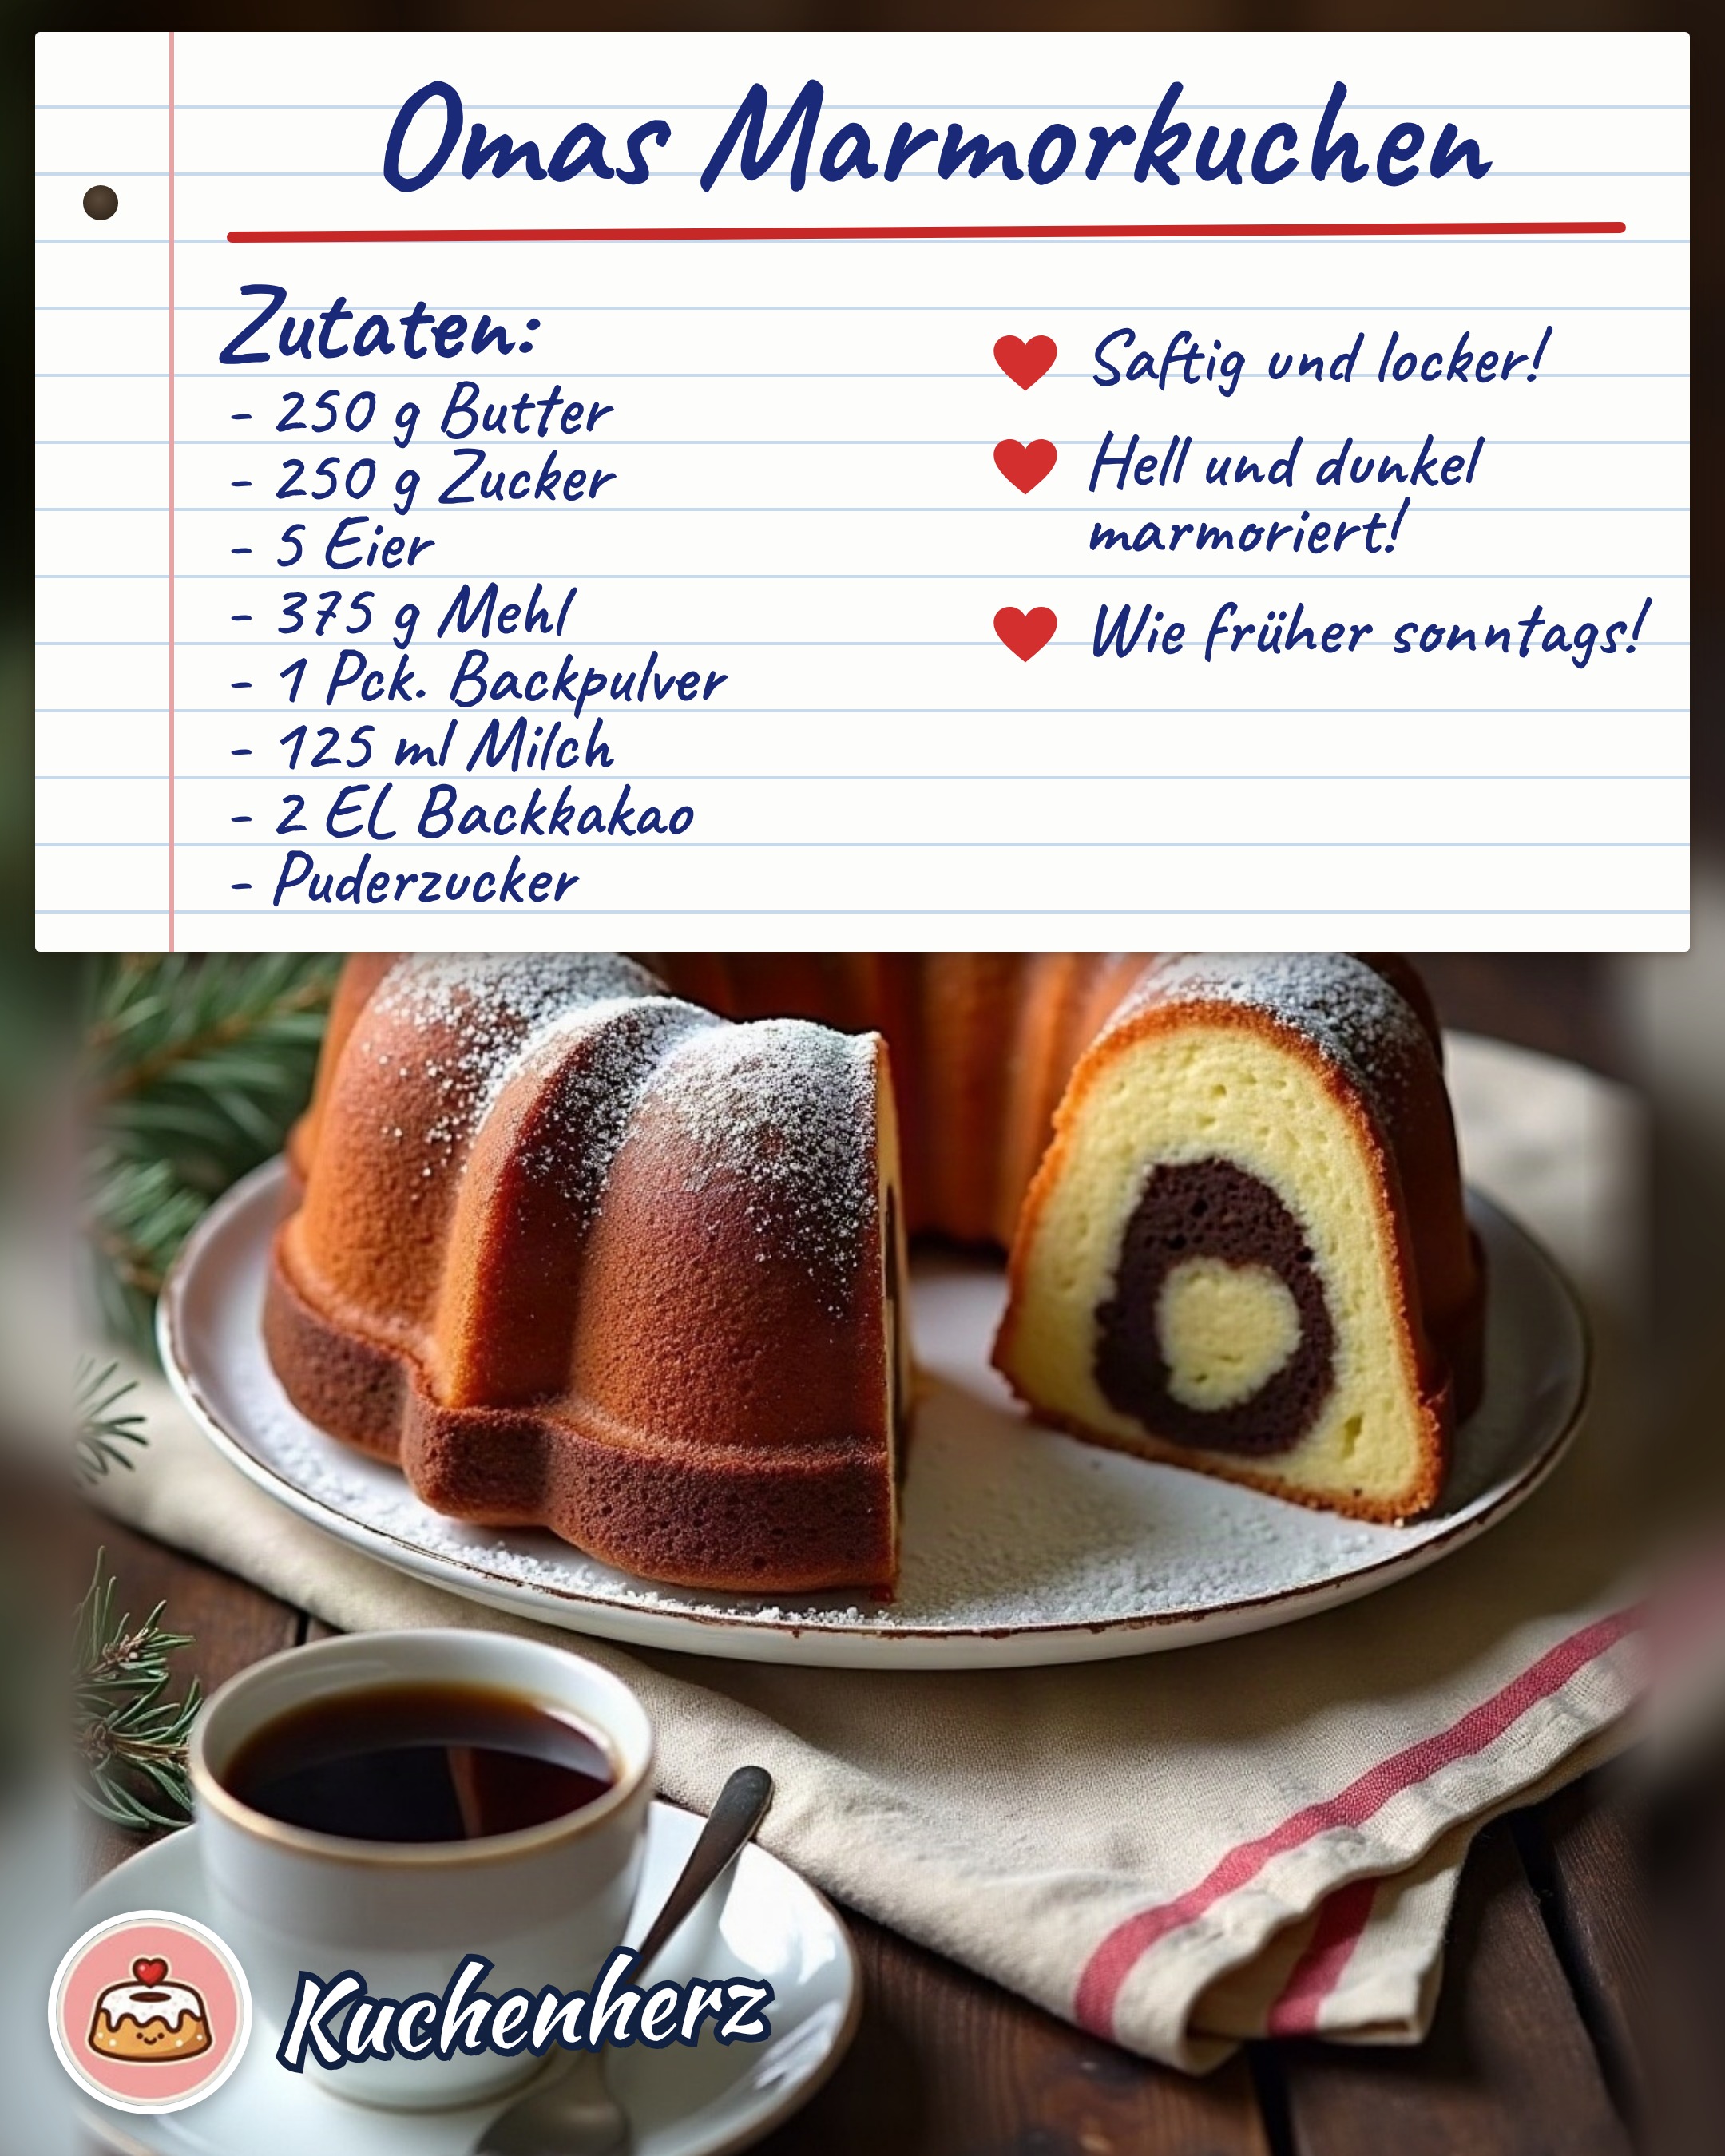 Omas Marmorkuchen
Zutaten:
- 250 g Butter
- 250 g Zucker
- 5 Eier
- 375 g Mehl
- 1 Pck. Backpulver
- 125 ml Milch
- 2 EL Backkakao
- Puderzucker
Saftig und locker!
Hell und dunkel
marmoriert!
Wie früher sonntags!
Kuchenherz